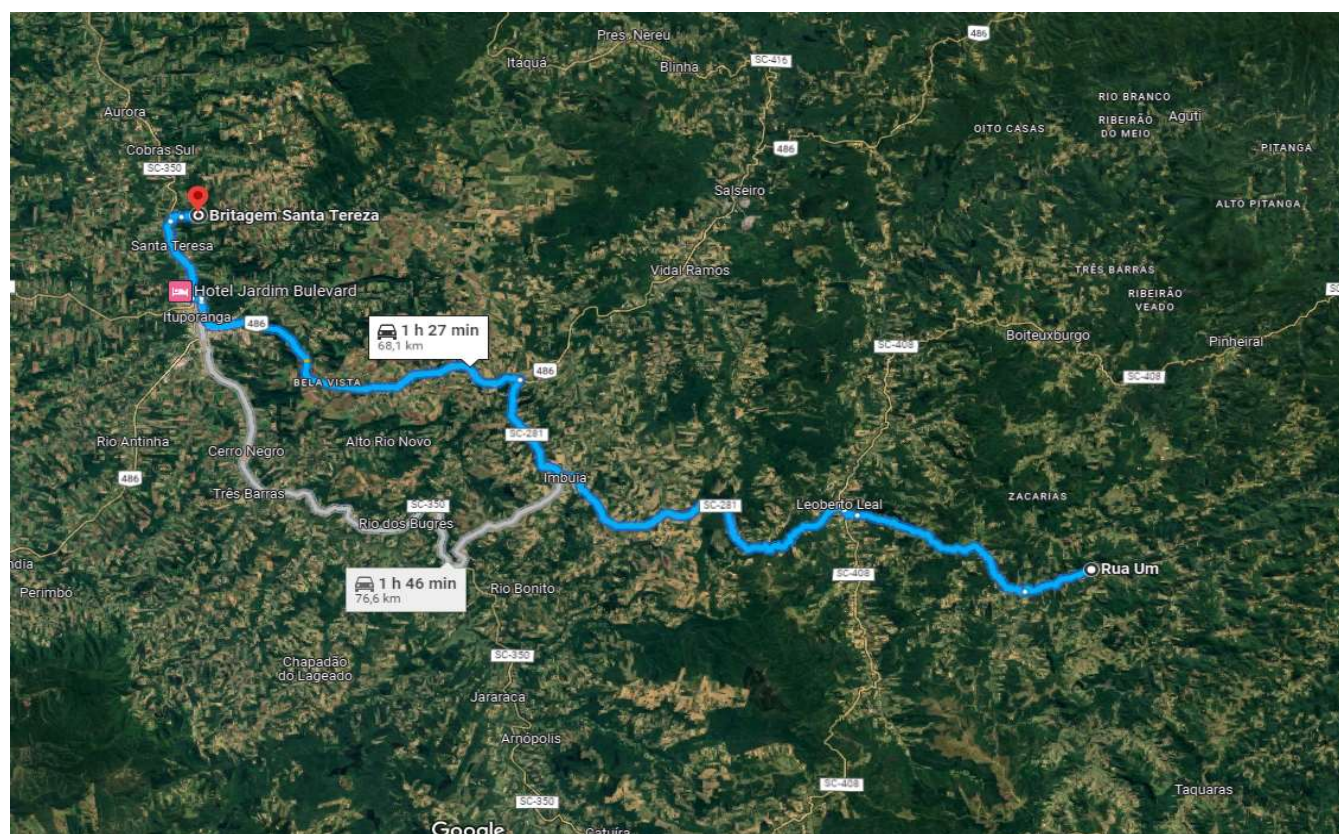 Pres. Nereu
486
Itaquá
Blinha
SC-416
RIO BRANCO
Aurora
RIBEIRÃO
DO MEIO
Aguti
OITO CASAS
Cobras Sul
486
PITANGA
SC-350
Salseiro
ALTO PITANGA
Britagem Santa Tereza
Santa Teresa
Vidal Ramos
TRÊS BARRAS
Hotel Jardim Bulevard
RIBEIRÃO
VEADO
Ituporanga
486
1 h 27 min
68,1 km
Boiteuxburgo
Pinheiral
SC-408
486
SC-408
BELA VISTA
SC-281
Rio Antinha
Alto Rio Novo
Cerro Negro
486
Imbuia
Três Barras
SC-350
SC-281
Leoberto Leal
ZACARIAS
Rio dos Bugres
Rua Um
1 h 46 min
76,6 km
SC-408
Rio Bonito
Perimbó
SC-350
Chapadão
do Lageado
Jararaca
Arnópolis
SC-408
Taquaras
SC-350
Google
Catuíra